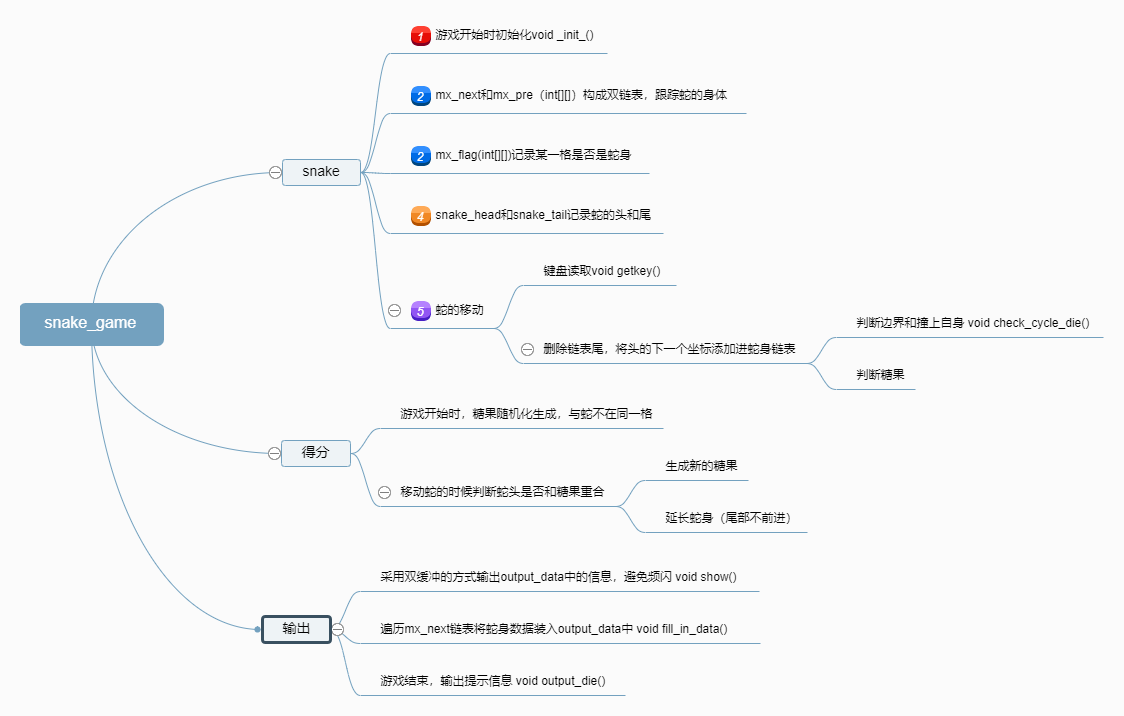 snake_game
snake
1 游戏开始时初始化void _init_()
2 mx_next和mx_pre（int[][]）构成双链表，跟踪蛇的身体
2 mx_flag(int[][])记录某一格是否是蛇身
4 snake_head和snake_tail记录蛇的头和尾
5 蛇的移动
键盘读取void getkey()
删除链表尾，将头的下一个坐标添加进蛇身链表
判断边界和撞上自身 void check_cycle_die()
判断糖果
得分
游戏开始时，糖果随机化生成，与蛇不在同一格
移动蛇的时候判断蛇头是否和糖果重合
生成新的糖果
延长蛇身（尾部不前进）
输出
采用双缓冲的方式输出output_data中的信息，避免频闪 void show()
遍历mx_next链表将蛇身数据装入output_data中 void fill_in_data()
游戏结束，输出提示信息 void output_die()